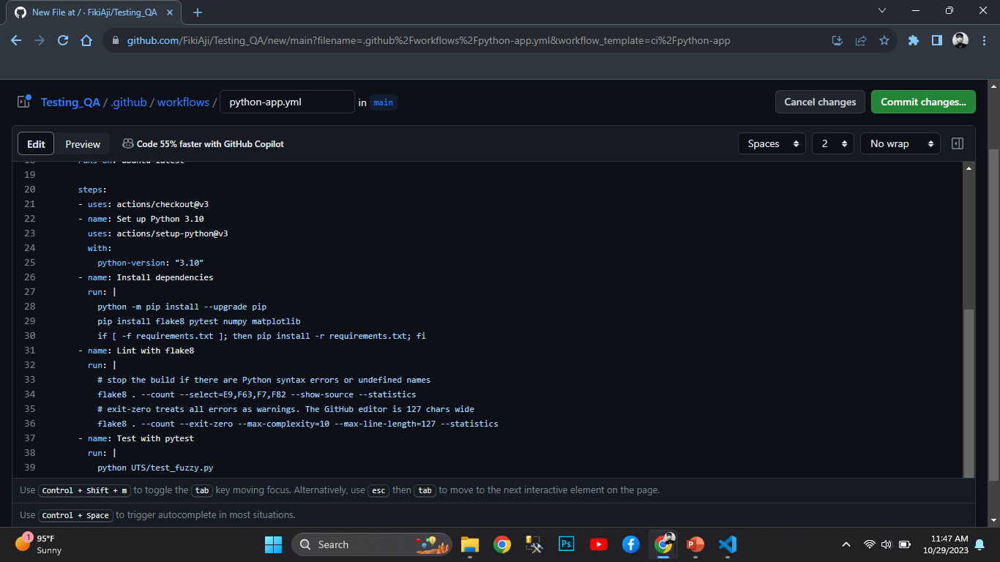 New File at / · FikiAji/Testing_QA
github.com/FikiAji/Testing_QA/new/main?filename=.github%2Fworkflows%2Fpython-app.yml&workflow_template=ci%2Fpython-app
Testing_QA / .github / workflows / python-app.yml in main
Cancel changes
Commit changes...
Edit
Preview
Code 55% faster with GitHub Copilot
Spaces
2
No wrap
18 runs-on: ubuntu-latest
19
20 steps:
21 - uses: actions/checkout@v3
22 - name: Set up Python 3.10
23 uses: actions/setup-python@v3
24 with:
25 python-version: "3.10"
26 - name: Install dependencies
27 run: |
28 python -m pip install --upgrade pip
29 pip install flake8 pytest numpy matplotlib
30 if [ -f requirements.txt ]; then pip install -r requirements.txt; fi
31 - name: Lint with flake8
32 run: |
33 # stop the build if there are Python syntax errors or undefined names
34 flake8 . --count --select=E9,F63,F7,F82 --show-source --statistics
35 # exit-zero treats all errors as warnings. The GitHub editor is 127 chars wide
36 flake8 . --count --exit-zero --max-complexity=10 --max-line-length=127 --statistics
37 - name: Test with pytest
38 run: |
39 python UTS/test_fuzzy.py
Use Control + Shift + m to toggle the tab key moving focus. Alternatively, use esc then tab to move to the next interactive element on the page.
Use Control + Space to trigger autocomplete in most situations.
1
95°F
Sunny
Search
Ps
P
11:47 AM
10/29/2023